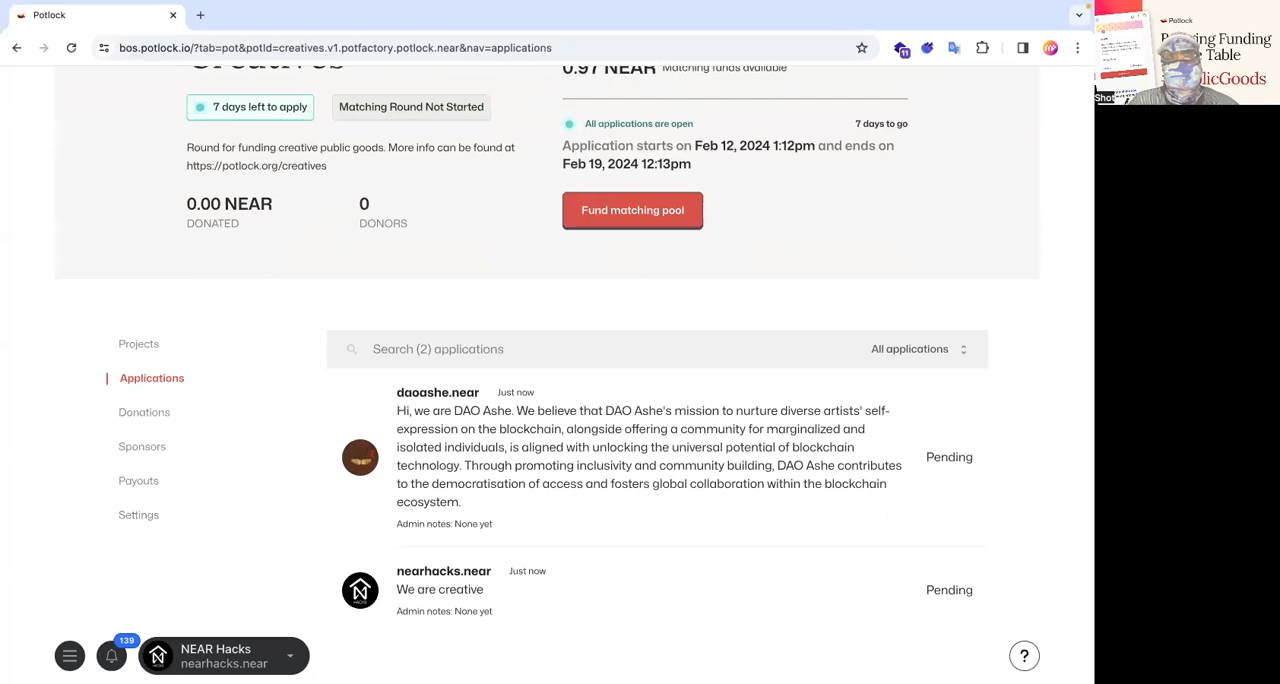 Potlock
bos.potlock.io/?tab=pot&potId=creatives.v1.potfactory.potlock.near&nav=applications
11
MP
Potlock
Funding
Table
licGoods
Shot
Creatives
0.97 NEAR Matching funds available
7 days left to apply
Matching Round Not Started
All applications are open
7 days to go
Round for funding creative public goods. More info can be found at
https://potlock.org/creatives
Application starts on Feb 12, 2024 1:12pm and ends on
Feb 19, 2024 12:13pm
0.00 NEAR
DONATED
0
DONORS
Fund matching pool
Projects
Applications
Donations
Sponsors
Payouts
Settings
Search (2) applications
All applications
daoashe.near Just now
Hi, we are DAO Ashe. We believe that DAO Ashe's mission to nurture diverse artists' self-
expression on the blockchain, alongside offering a community for marginalized and
isolated individuals, is aligned with unlocking the universal potential of blockchain
technology. Through promoting inclusivity and community building, DAO Ashe contributes
to the democratisation of access and fosters global collaboration within the blockchain
ecosystem.
Admin notes: None yet
Pending
nearhacks.near Just now
We are creative
Admin notes: None yet
Pending
139
NEAR Hacks
nearhacks.near
?